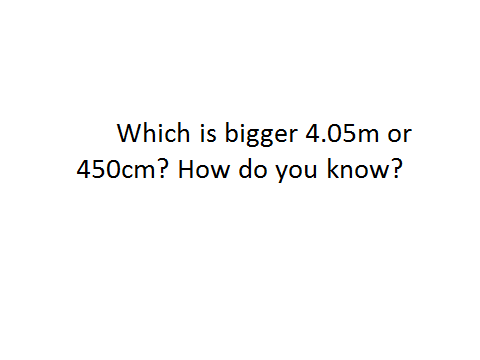 Which is bigger 4.05m or
450cm? How do you know?